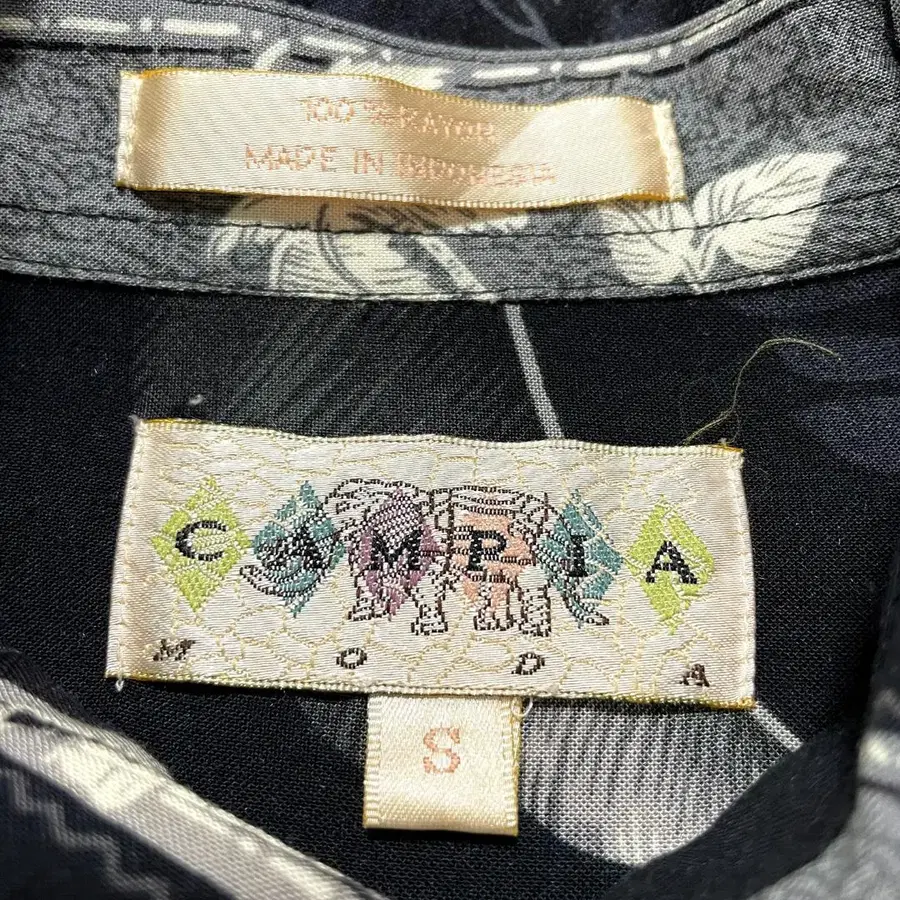 100% RAYON
MADE IN INDONESIA
CAMPIA
MODA
S